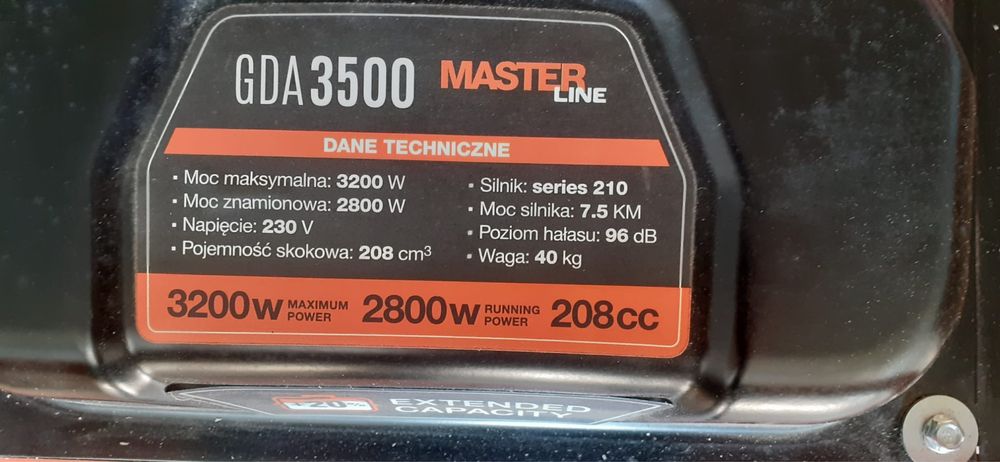 GDA3500 MASTER LINE
DANE TECHNICZNE
• Moc maksymalna: 3200 W
• Moc znamionowa: 2800 W
• Napięcie: 230 V
• Pojemność skokowa: 208 cm³
• Silnik: series 210
• Moc silnika: 7.5 KM
• Poziom hałasu: 96 dB
• Waga: 40 kg
3200w MAXIMUM POWER 2800w RUNNING POWER 208cc
EXTENDED
CAPACITY